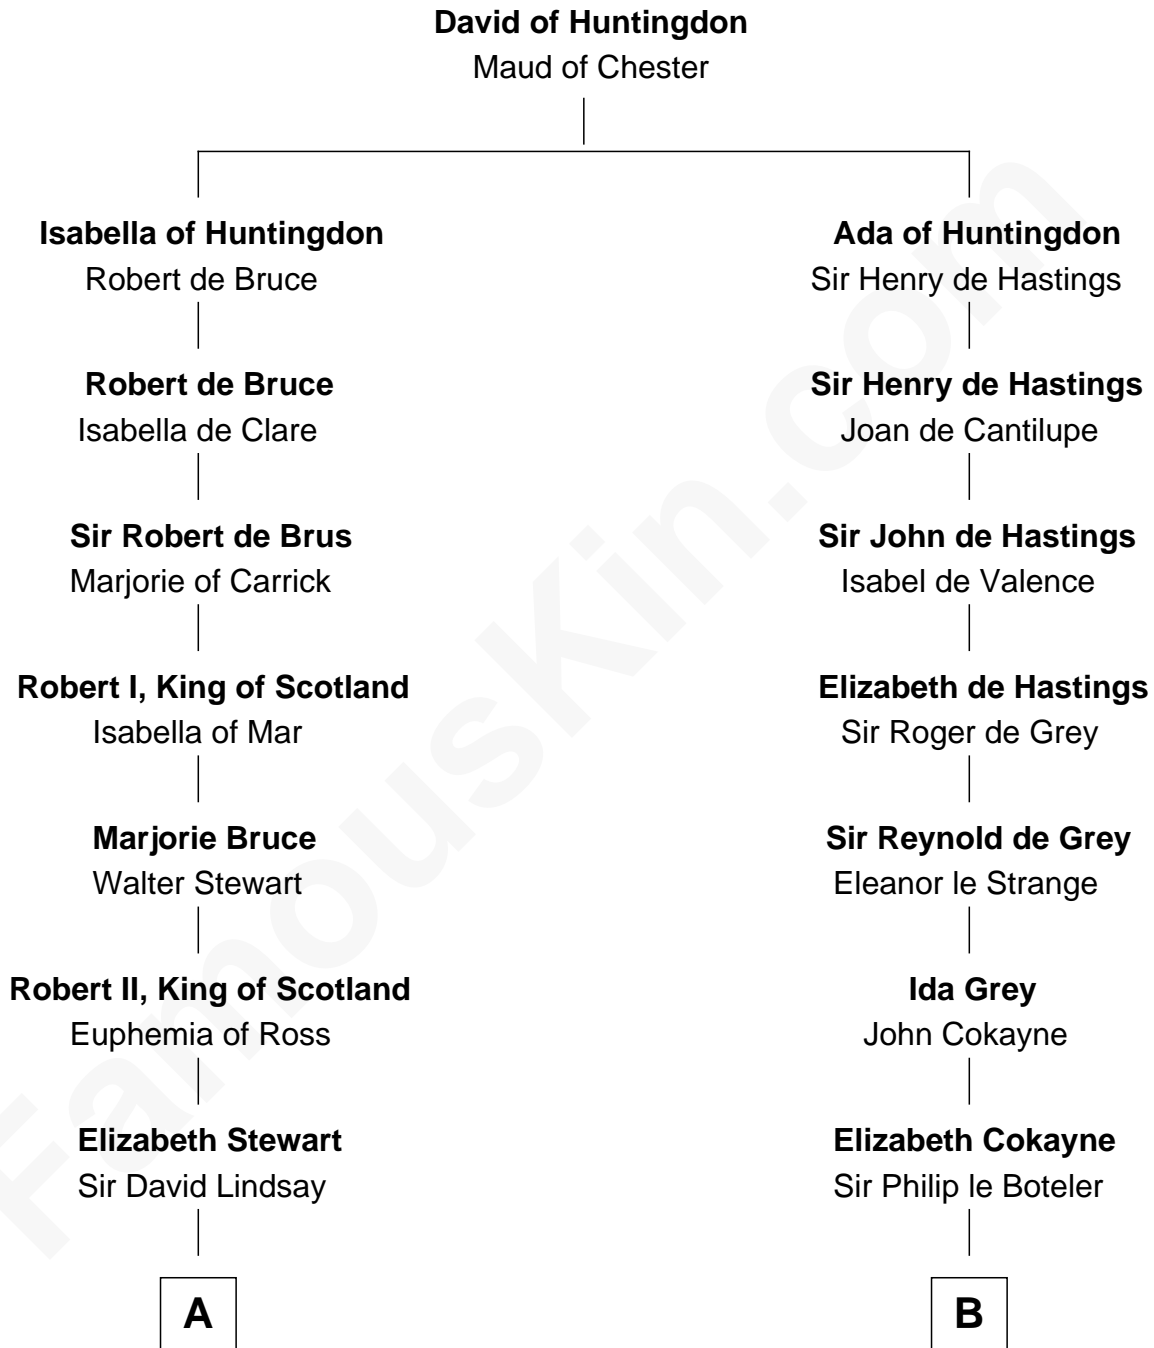 David of Huntingdon
Maud of Chester
Isabella of Huntingdon
Robert de Bruce
Robert de Bruce
Isabella de Clare
Sir Robert de Brus
Marjorie of Carrick
Robert I, King of Scotland
Isabella of Mar
Marjorie Bruce
Walter Stewart
Robert II, King of Scotland
Euphemia of Ross
Elizabeth Stewart
Sir David Lindsay
A
Ada of Huntingdon
Sir Henry de Hastings
Sir Henry de Hastings
Joan de Cantilupe
Sir John de Hastings
Isabel de Valence
Elizabeth de Hastings
Sir Roger de Grey
Sir Reynold de Grey
Eleanor le Strange
Ida Grey
John Cokayne
Elizabeth Cokayne
Sir Philip le Boteler
B
FamousKin.com